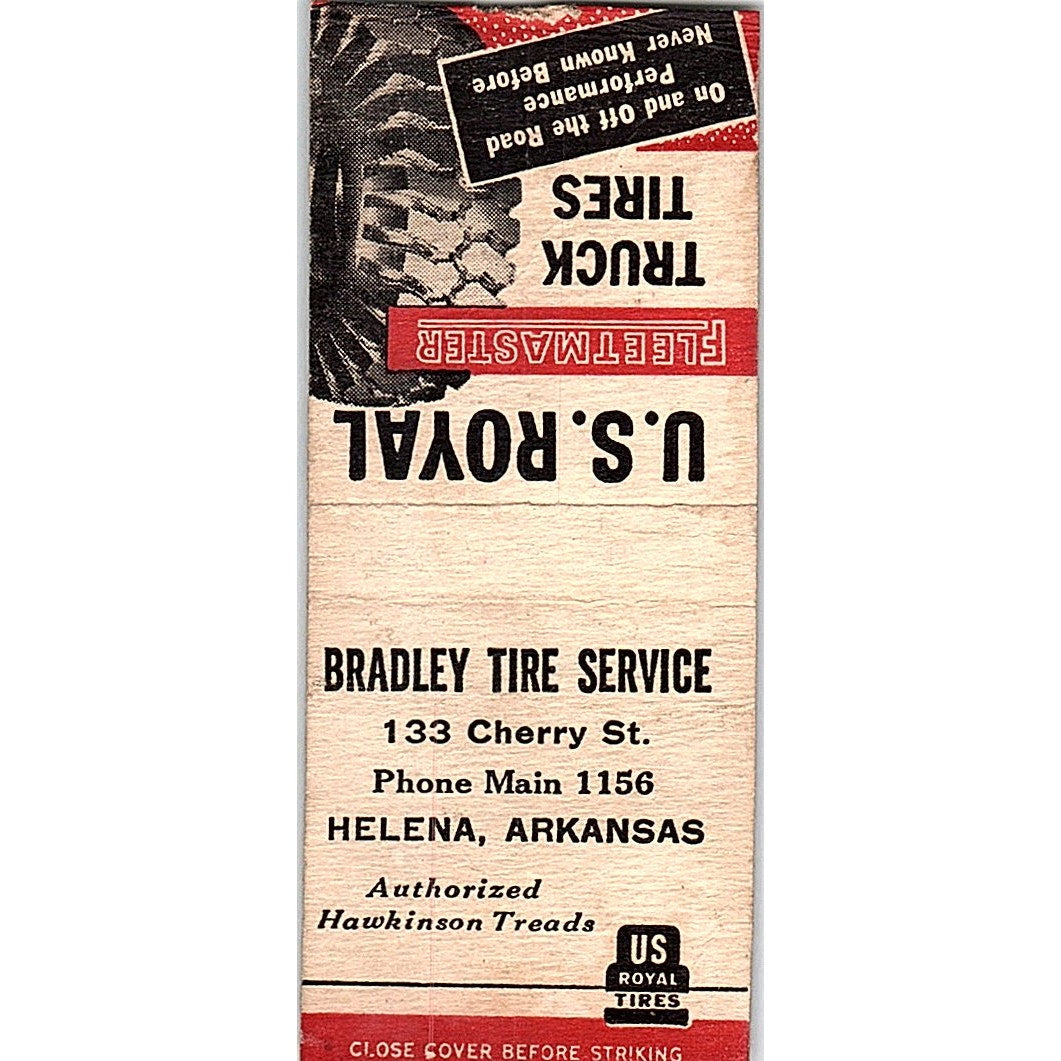 U.S. ROYAL
FLEETMASTER
TRUCK
TIRES
On and Off the Road
Performance
Never Known Before
BRADLEY TIRE SERVICE
133 Cherry St.
Phone Main 1156
HELENA, ARKANSAS
Authorized
Hawkinson Treads
US
ROYAL
TIRES
CLOSE COVER BEFORE STRIKING